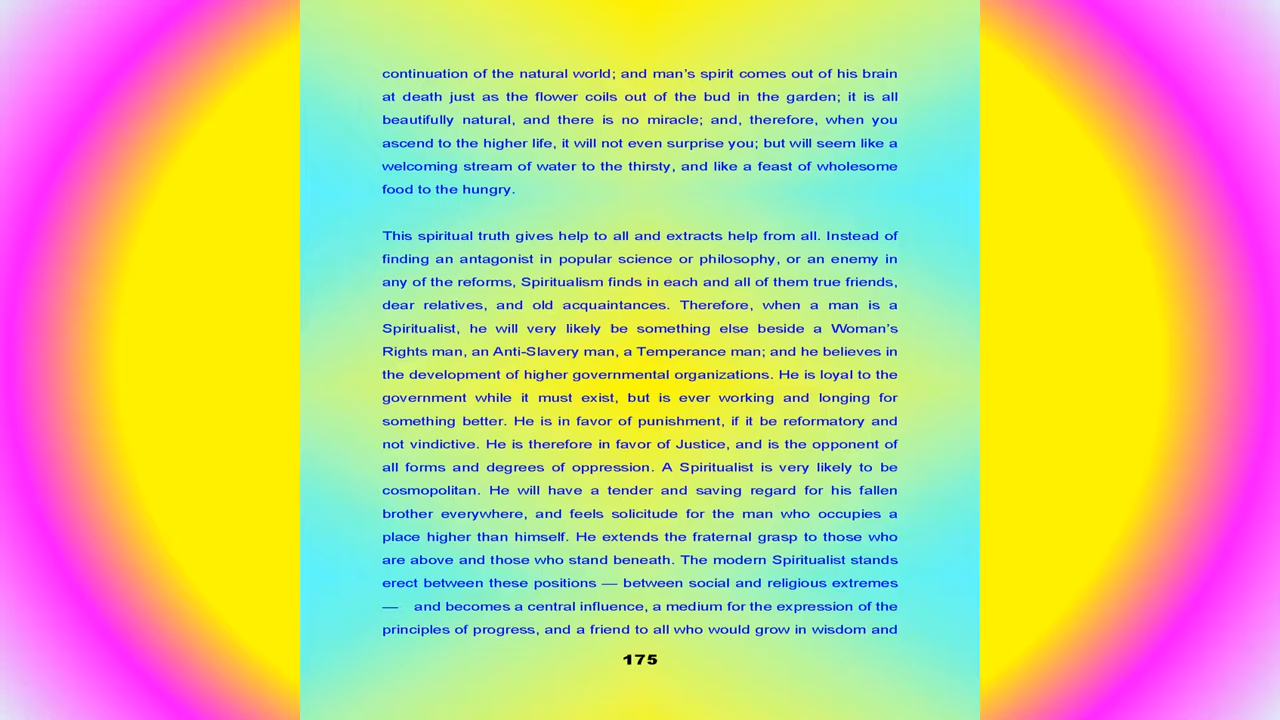 continuation of the natural world; and man's spirit comes out of his brain
at death just as the flower coils out of the bud in the garden; it is all
beautifully natural, and there is no miracle; and, therefore, when you
ascend to the higher life, it will not even surprise you; but will seem like a
welcoming stream of water to the thirsty, and like a feast of wholesome
food to the hungry.
This spiritual truth gives help to all and extracts help from all. Instead of
finding an antagonist in popular science or philosophy, or an enemy in
any of the reforms, Spiritualism finds in each and all of them true friends,
dear relatives, and old acquaintances. Therefore, when a man is a
Spiritualist, he will very likely be something else beside a Woman's
Rights man, an Anti-Slavery man, a Temperance man; and he believes in
the development of higher governmental organizations. He is loyal to the
government while it must exist, but is ever working and longing for
something better. He is in favor of punishment, if it be reformatory and
not vindictive. He is therefore in favor of Justice, and is the opponent of
all forms and degrees of oppression. A Spiritualist is very likely to be
cosmopolitan. He will have a tender and saving regard for his fallen
brother everywhere, and feels solicitude for the man who occupies a
place higher than himself. He extends the fraternal grasp to those who
are above and those who stand beneath. The modern Spiritualist stands
erect between these positions — between social and religious extremes
— and becomes a central influence, a medium for the expression of the
principles of progress, and a friend to all who would grow in wisdom and
175